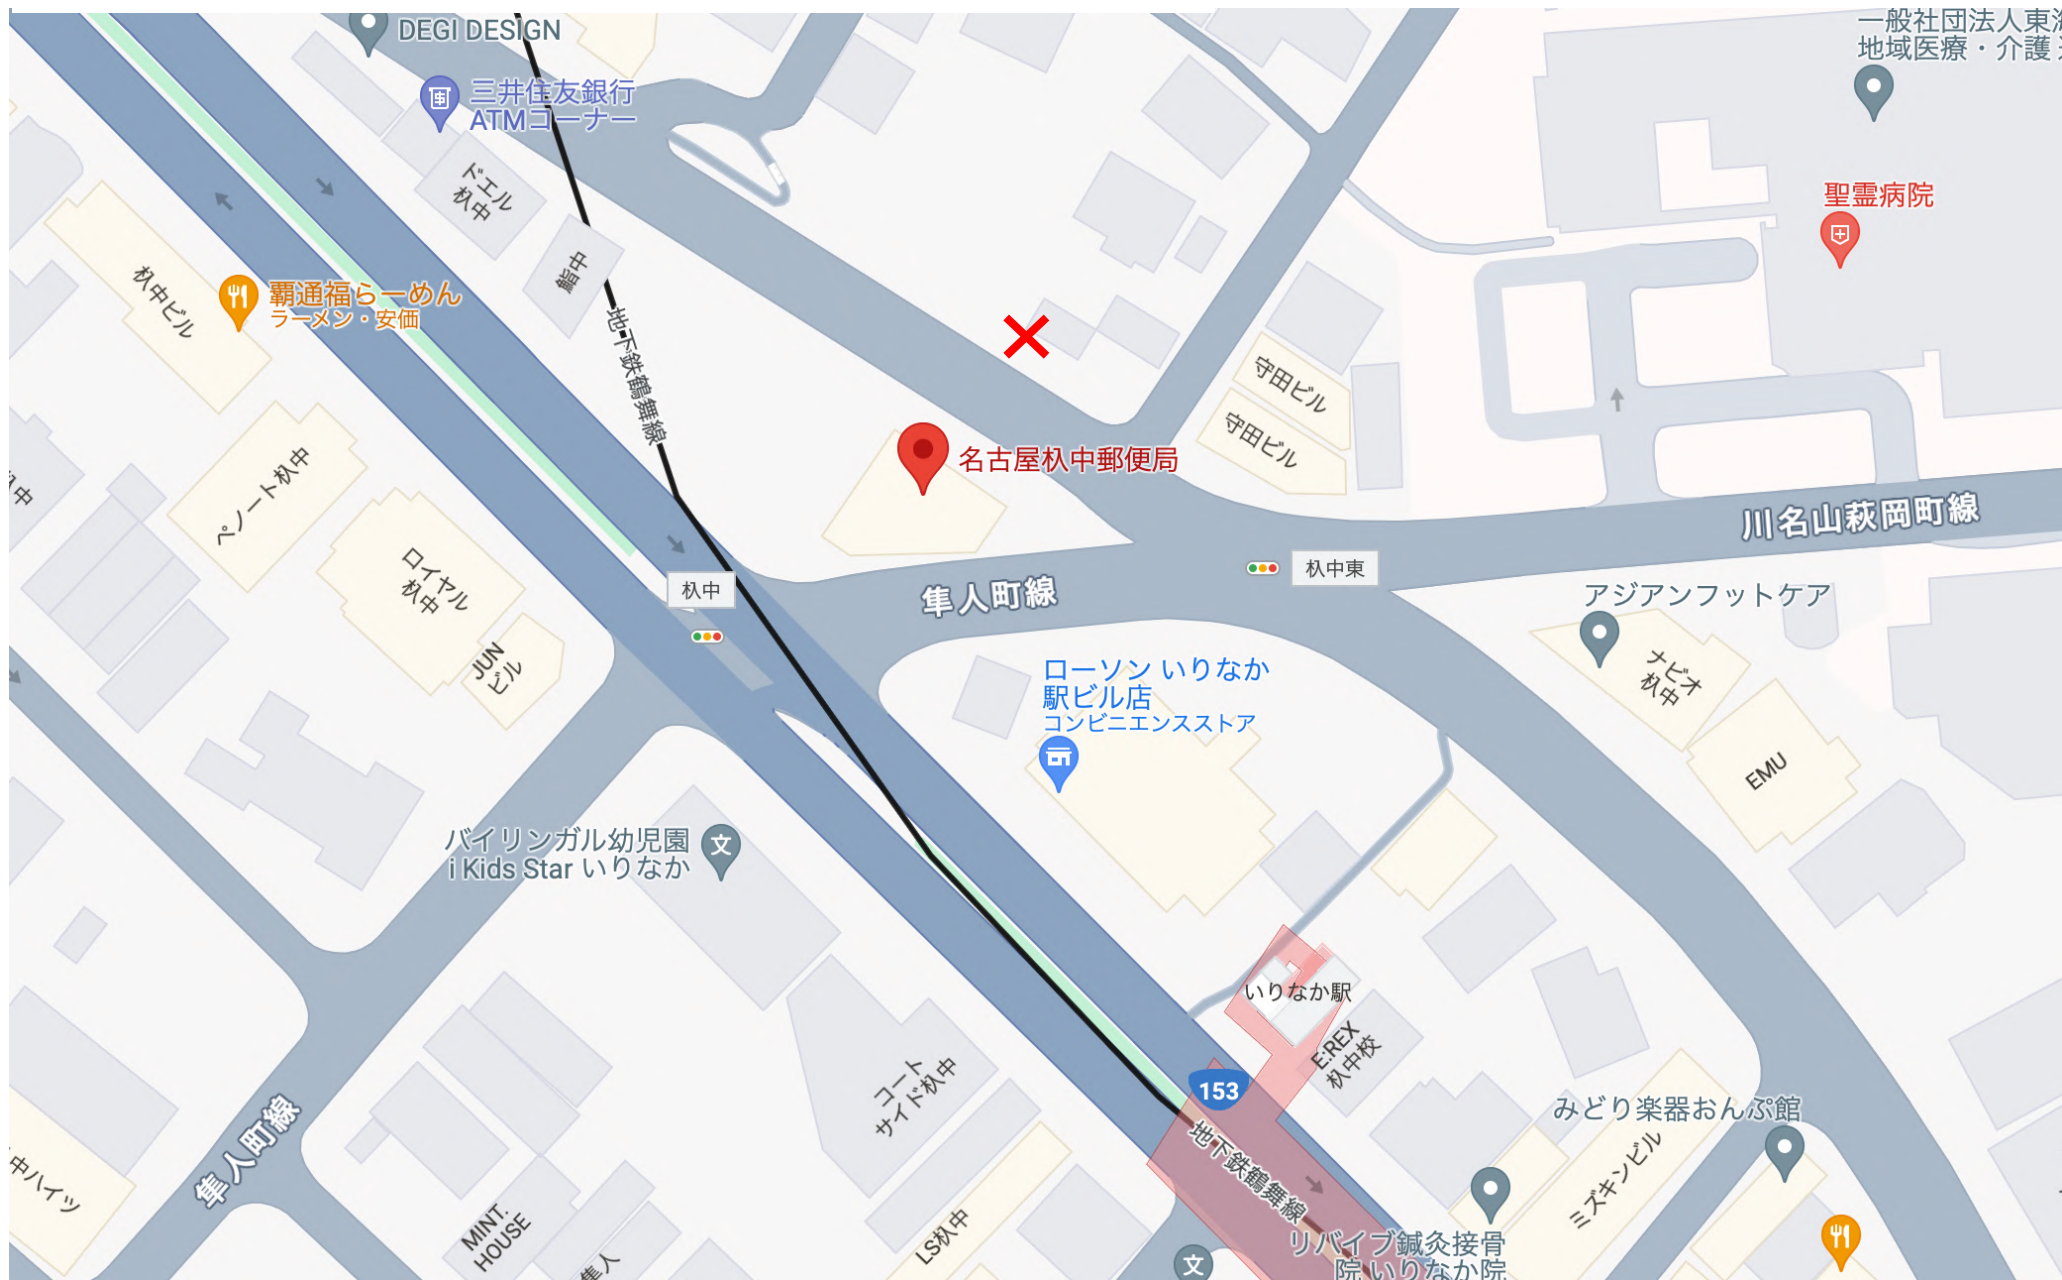 DEGI DESIGN
三井住友銀行
ATMコーナー
ドエル
杁中
鮨中
一般社団法人東海
地域医療・介護
聖霊病院
杁中ビル
覇通福らーめん
ラーメン・安価
地下鉄鶴舞線
守田ビル
守田ビル
名古屋杁中郵便局
川名山萩岡町線
ペノート杁中
ロイヤル
杁中
JUN
ビル
杁中
隼人町線
杁中東
アジアンフットケア
ナビオ
杁中
EMU
ローソン いりなか
駅ビル店
コンビニエンスストア
バイリンガル幼児園
i Kids Star いりなか
文
いりなか駅
E:REX
杁中校
153
コート
サイド杁中
みどり楽器おんぷ館
ミズキンビル
地下鉄鶴舞線
隼人町線
中ハイツ
MINT.
HOUSE
隼人
LS杁中
文
リバイブ鍼灸接骨
院 いりなか院